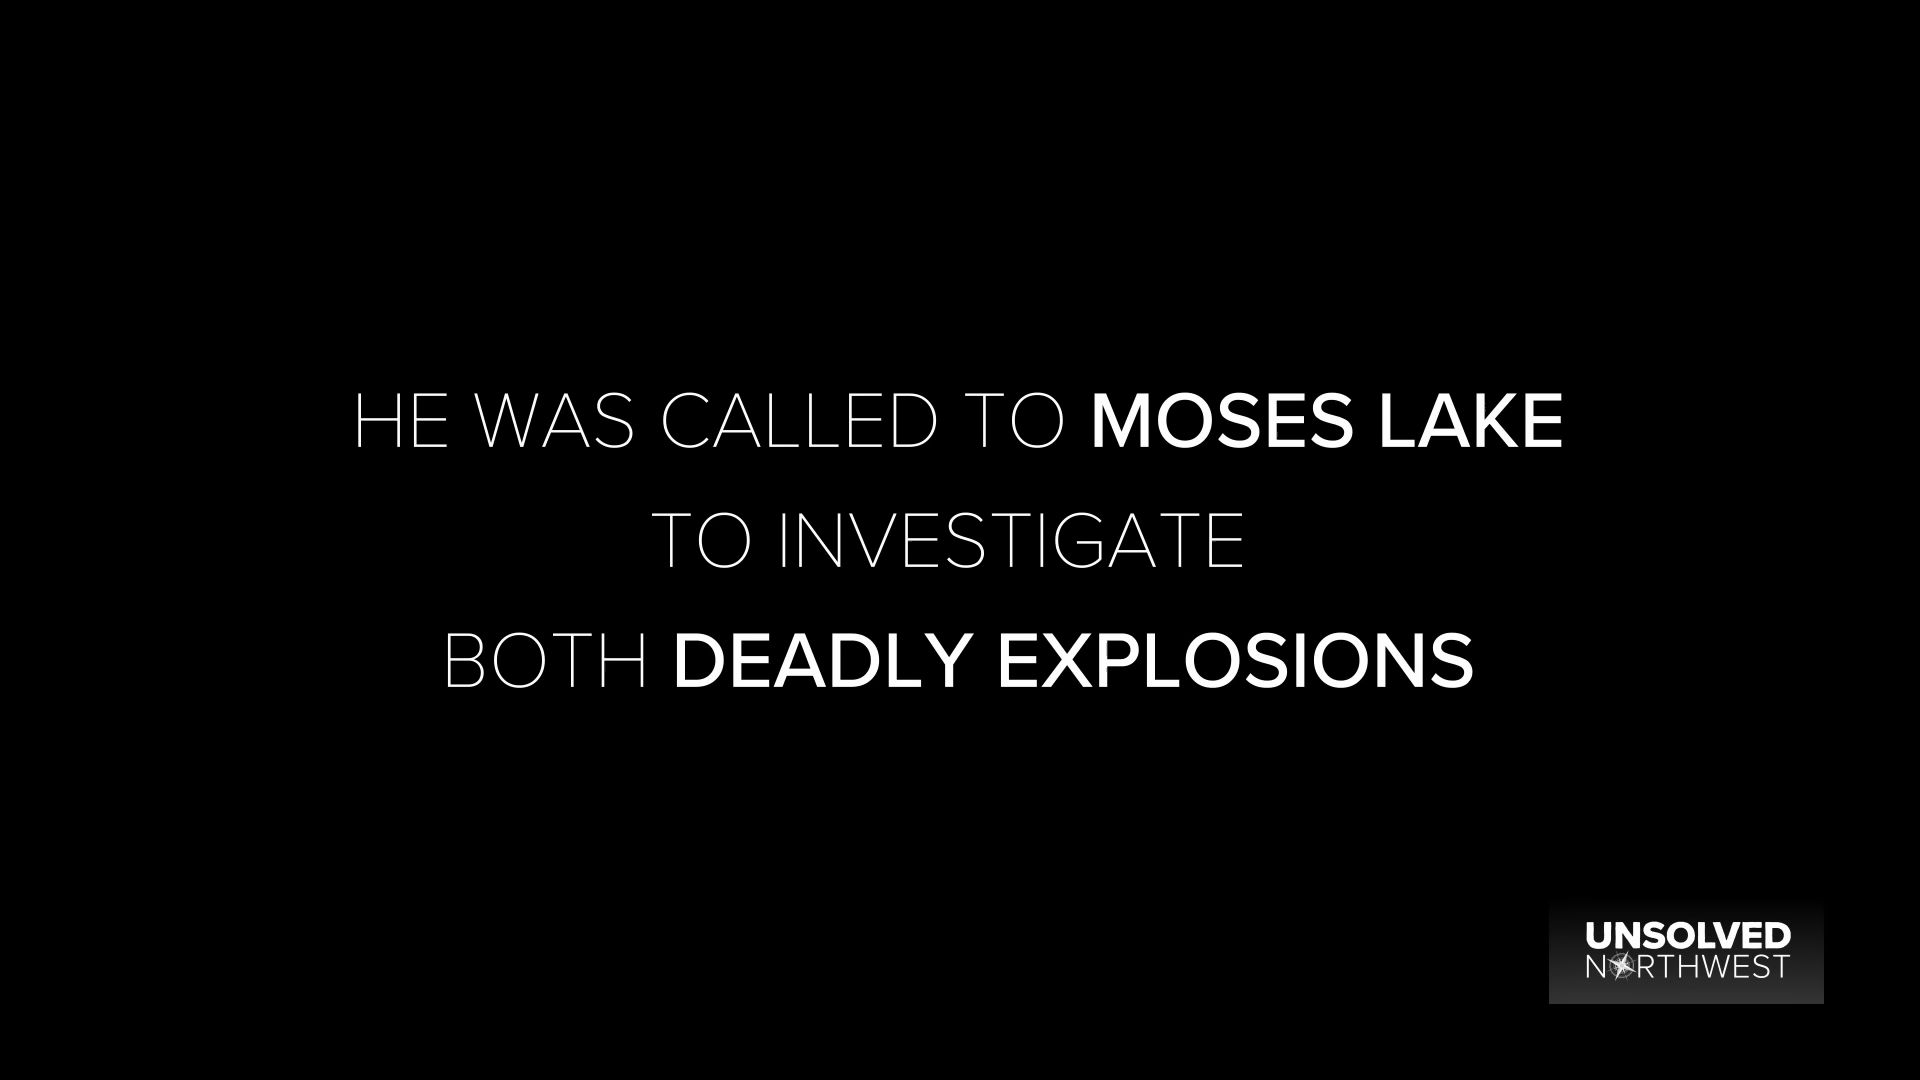 HE WAS CALLED TO MOSES LAKE
TO INVESTIGATE
BOTH DEADLY EXPLOSIONS
UNSOLVED
NORTHWEST